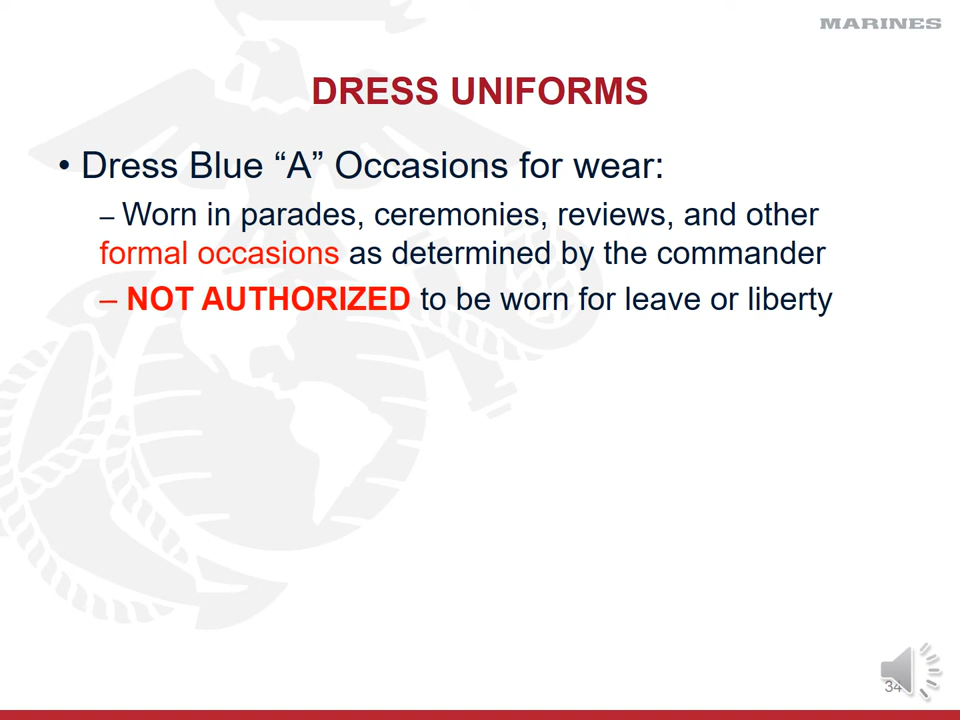 MARINES
DRESS UNIFORMS
• Dress Blue “A” Occasions for wear:
– Worn in parades, ceremonies, reviews, and other
formal occasions as determined by the commander
– NOT AUTHORIZED to be worn for leave or liberty
34